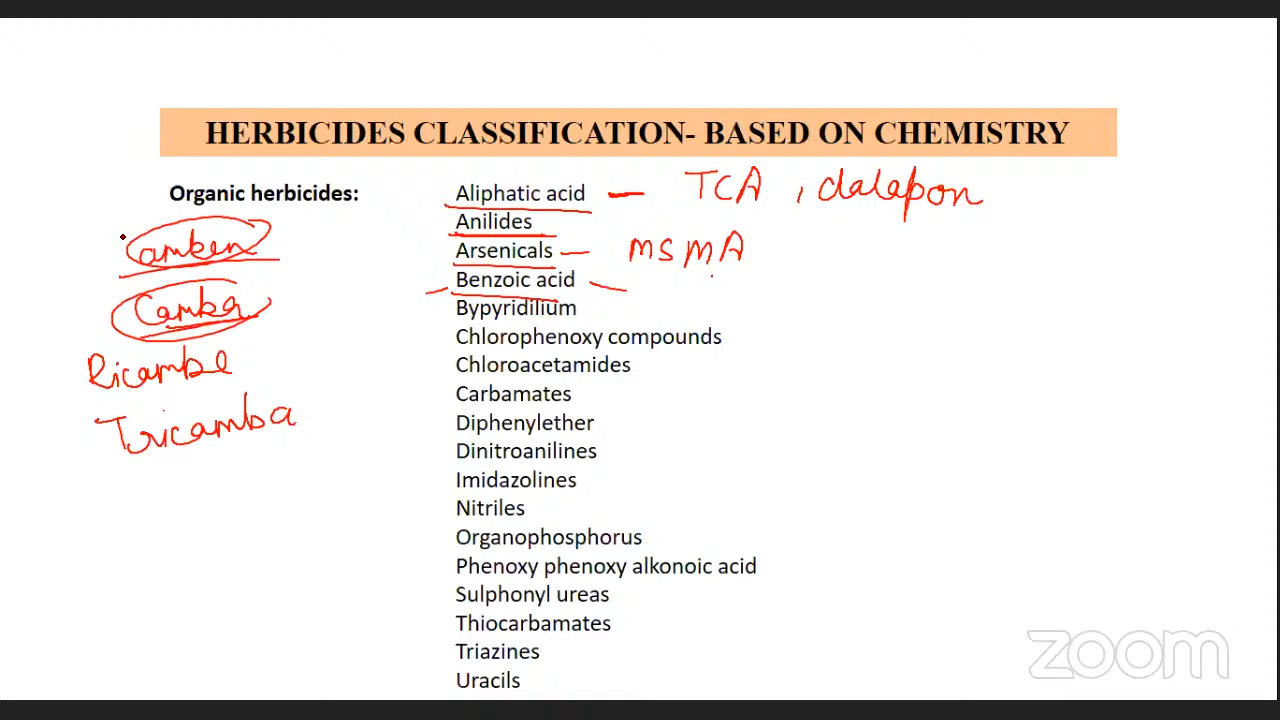 HERBICIDES CLASSIFICATION- BASED ON CHEMISTRY
Organic herbicides:
Aliphatic acid – TCA, dalapon
Anilides
Arsenicals – MSMA
Benzoic acid –
Bypyridilium
Chlorophenoxy compounds
Chloroacetamides
Carbamates
Diphenylether
Dinitroanilines
Imidazolines
Nitriles
Organophosphorus
Phenoxy phenoxy alkonoic acid
Sulphonyl ureas
Thiocarbamates
Triazines
Uracils
amben
Camba
Tricamba
zoom